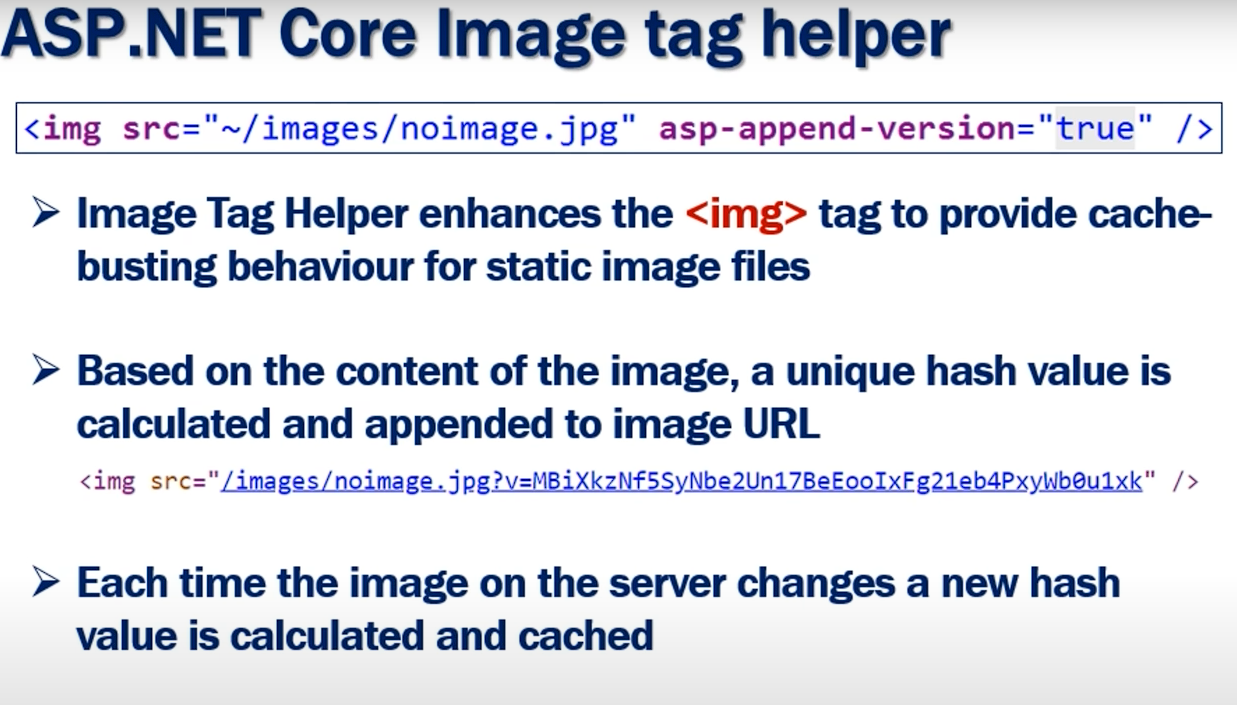 ASP.NET Core Image tag helper
<img src="~/images/noimage.jpg" asp-append-version="true" />
➢ Image Tag Helper enhances the <img> tag to provide cache-
busting behaviour for static image files
➢ Based on the content of the image, a unique hash value is
calculated and appended to image URL
<img src="/images/noimage.jpg?v=MBiXkzNf5SyNbe2Un17BeEooIxFg21eb4PxyWb0u1xk" />
➢ Each time the image on the server changes a new hash
value is calculated and cached